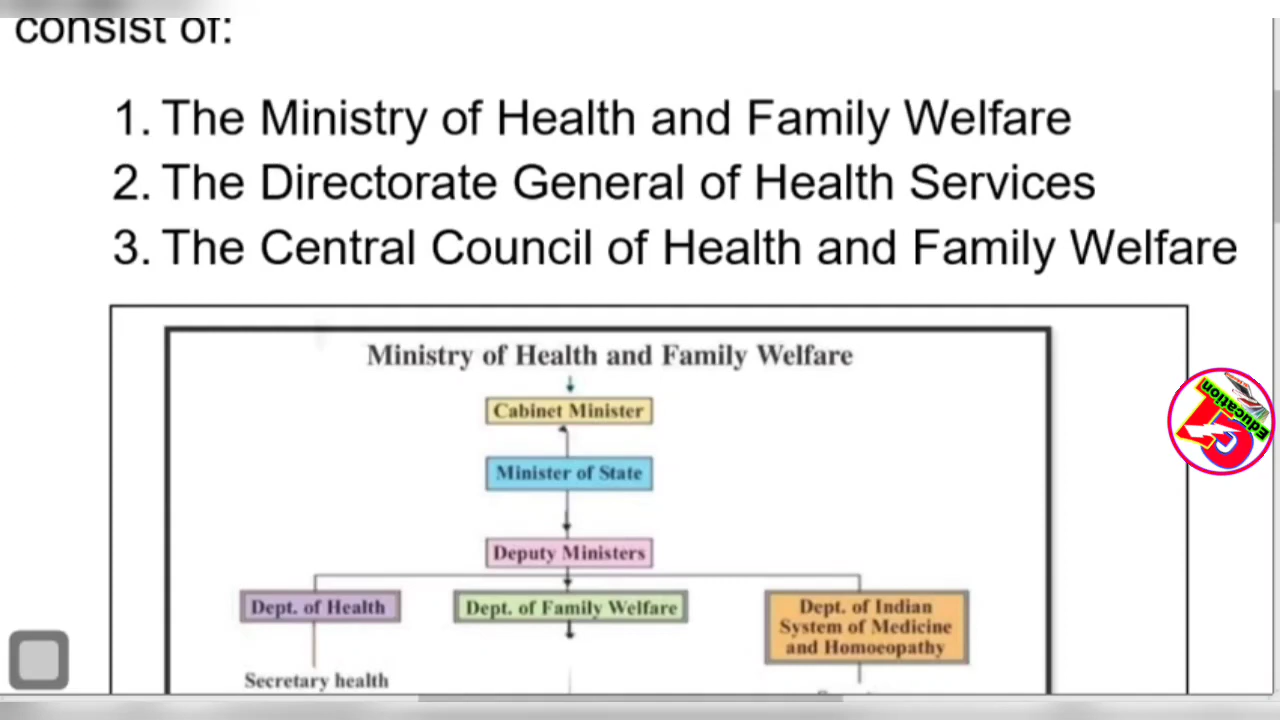 consist of:
1. The Ministry of Health and Family Welfare
2. The Directorate General of Health Services
3. The Central Council of Health and Family Welfare
Ministry of Health and Family Welfare
Cabinet Minister
Minister of State
Deputy Ministers
Dept. of Health
Dept. of Family Welfare
Dept. of Indian
System of Medicine
and Homoeopathy
Secretary health
Education